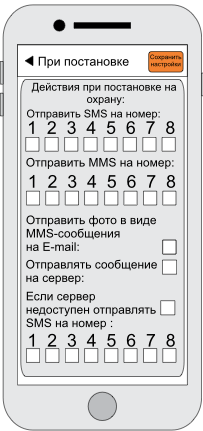 При постановке
Сохранить
настройки
Действия при постановке на
охрану:
Отправить SMS на номер:
1 2 3 4 5 6 7 8
Отправить MMS на номер:
1 2 3 4 5 6 7 8
Отправить фото в виде
MMS-сообщения
на E-mail:
Отправлять сообщение
на сервер:
Если сервер
недоступен отправлять
SMS на номер :
1 2 3 4 5 6 7 8